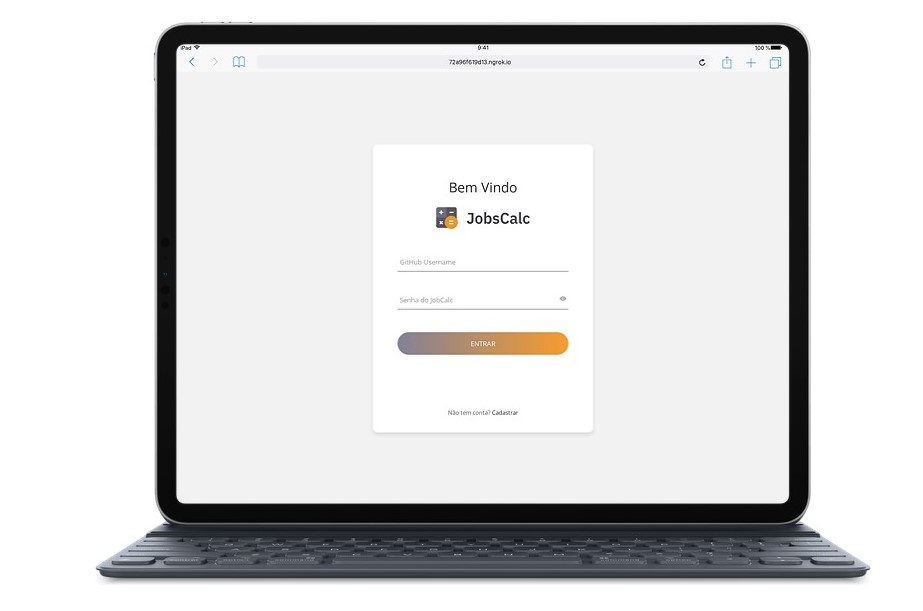 iPad
9:41
100 %
72a96f619d13.ngrok.io
Bem Vindo
JobsCalc
GitHub Username
Senha do JobCalc
ENTRAR
Não tem conta? Cadastrar